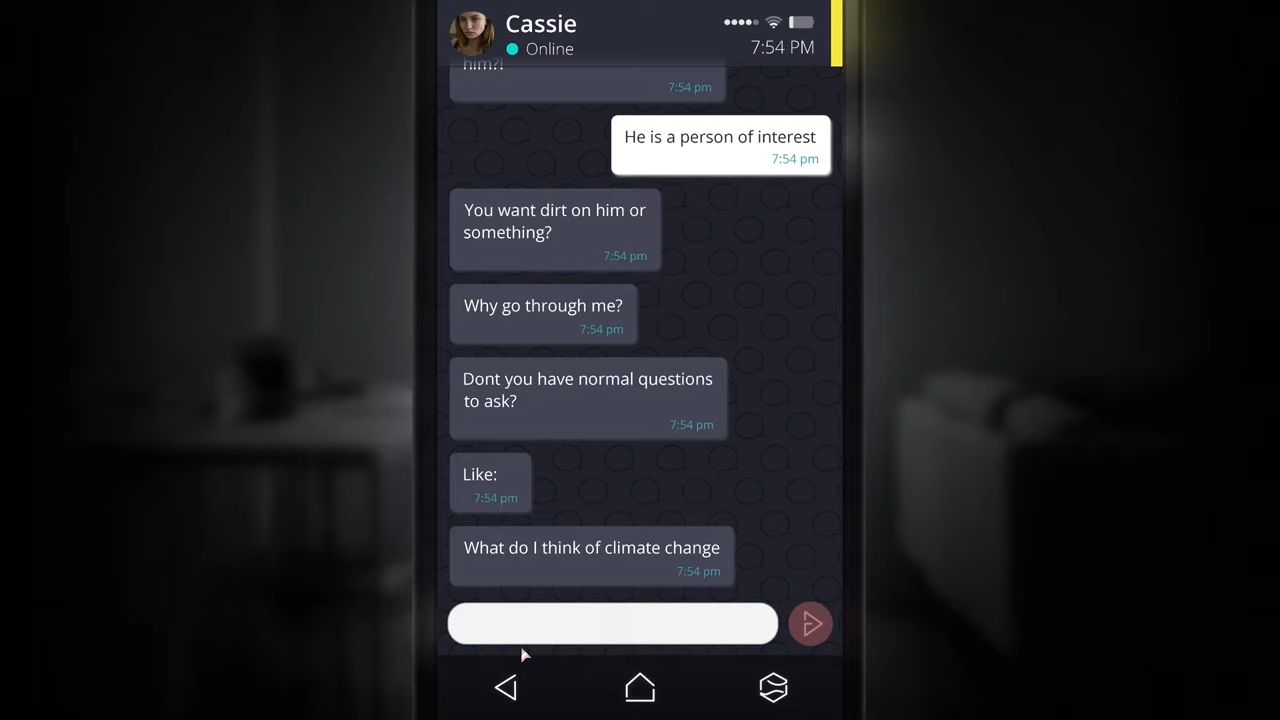 Cassie
Online
7:54 PM
him?!
7:54 pm
He is a person of interest
7:54 pm
You want dirt on him or
something?
7:54 pm
Why go through me?
7:54 pm
Dont you have normal questions
to ask?
7:54 pm
Like:
7:54 pm
What do I think of climate change
7:54 pm